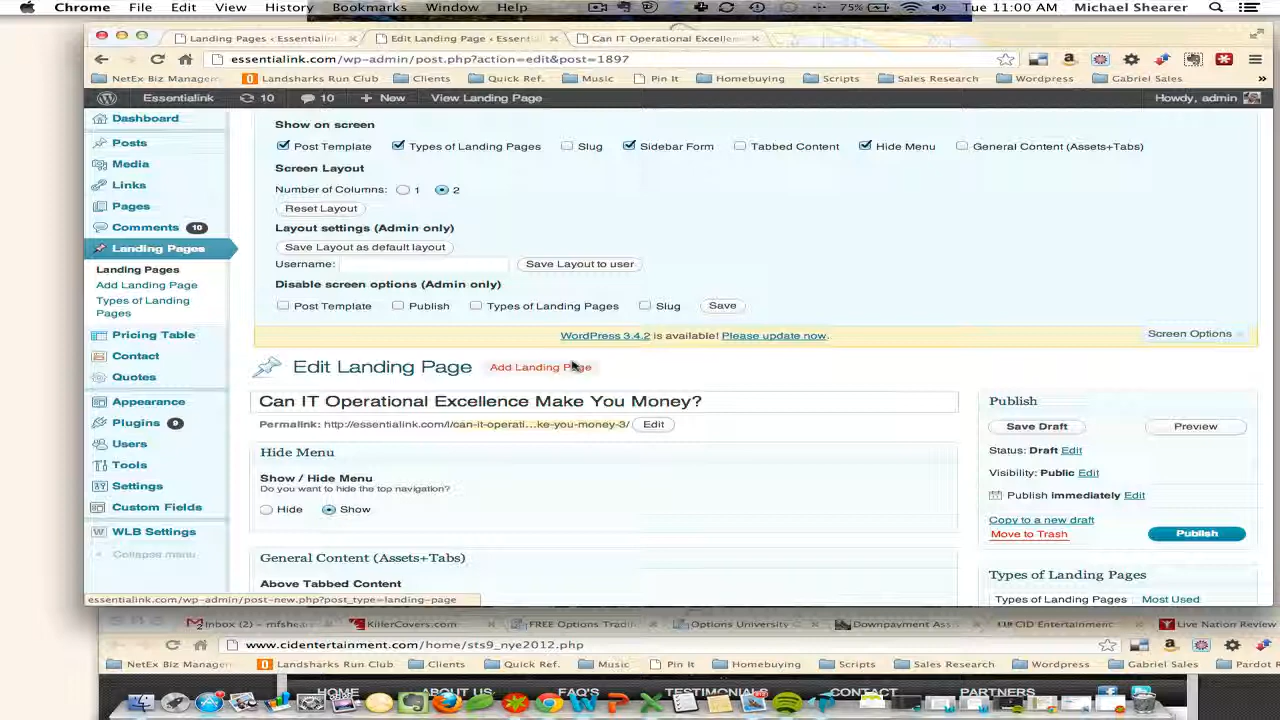 Chrome File Edit View History Bookmarks Window Help 75% Tue 11:00 AM Michael Shearer
Landing Pages ‹ Essentialink Edit Landing Page ‹ Essenti Can IT Operational Excellen
essentialink.com/wp-admin/post.php?action=edit&post=1897
NetEx Biz Manager Landsharks Run Club Clients Quick Ref. Music Pin It Homebuying Scripts Sales Research Wordpress Gabriel Sales »
Essentialink 10 10 New View Landing Page Howdy, admin
Dashboard
Posts
Media
Links
Pages
Comments 10
Landing Pages
Landing Pages
Add Landing Page
Types of Landing
Pages
Pricing Table
Contact
Quotes
Appearance
Plugins 9
Users
Tools
Settings
Custom Fields
WLB Settings
Collapse menu
Show on screen
Post Template Types of Landing Pages Slug Sidebar Form Tabbed Content Hide Menu General Content (Assets+Tabs)
Screen Layout
Number of Columns: 1 2
Reset Layout
Layout settings (Admin only)
Save Layout as default layout
Username: Save Layout to user
Disable screen options (Admin only)
Post Template Publish Types of Landing Pages Slug Save
WordPress 3.4.2 is available! Please update now.
Screen Options
Edit Landing Page Add Landing Page
Can IT Operational Excellence Make You Money?
Permalink: http://essentialink.com/l/can-it-operati...ke-you-money-3/ Edit
Hide Menu
Show / Hide Menu
Do you want to hide the top navigation?
Hide Show
General Content (Assets+Tabs)
Above Tabbed Content
Publish
Save Draft Preview
Status: Draft Edit
Visibility: Public Edit
Publish immediately Edit
Copy to a new draft
Move to Trash Publish
Types of Landing Pages
Types of Landing Pages Most Used
essentialink.com/wp-admin/post-new.php?post_type=landing-page
Inbox (2) - mfshear KillerCovers.com FREE Options Tradi Options University Downpayment Ass CID Entertainment Live Nation Review
www.cidentertainment.com/home/sts9_nye2012.php
NetEx Biz Manager Landsharks Run Club Clients Quick Ref. Music Pin It Homebuying Scripts Sales Research Wordpress Gabriel Sales Pardot
HOME ABOUT US FAQ'S TESTIMONIALS CONTACT PARTNERS